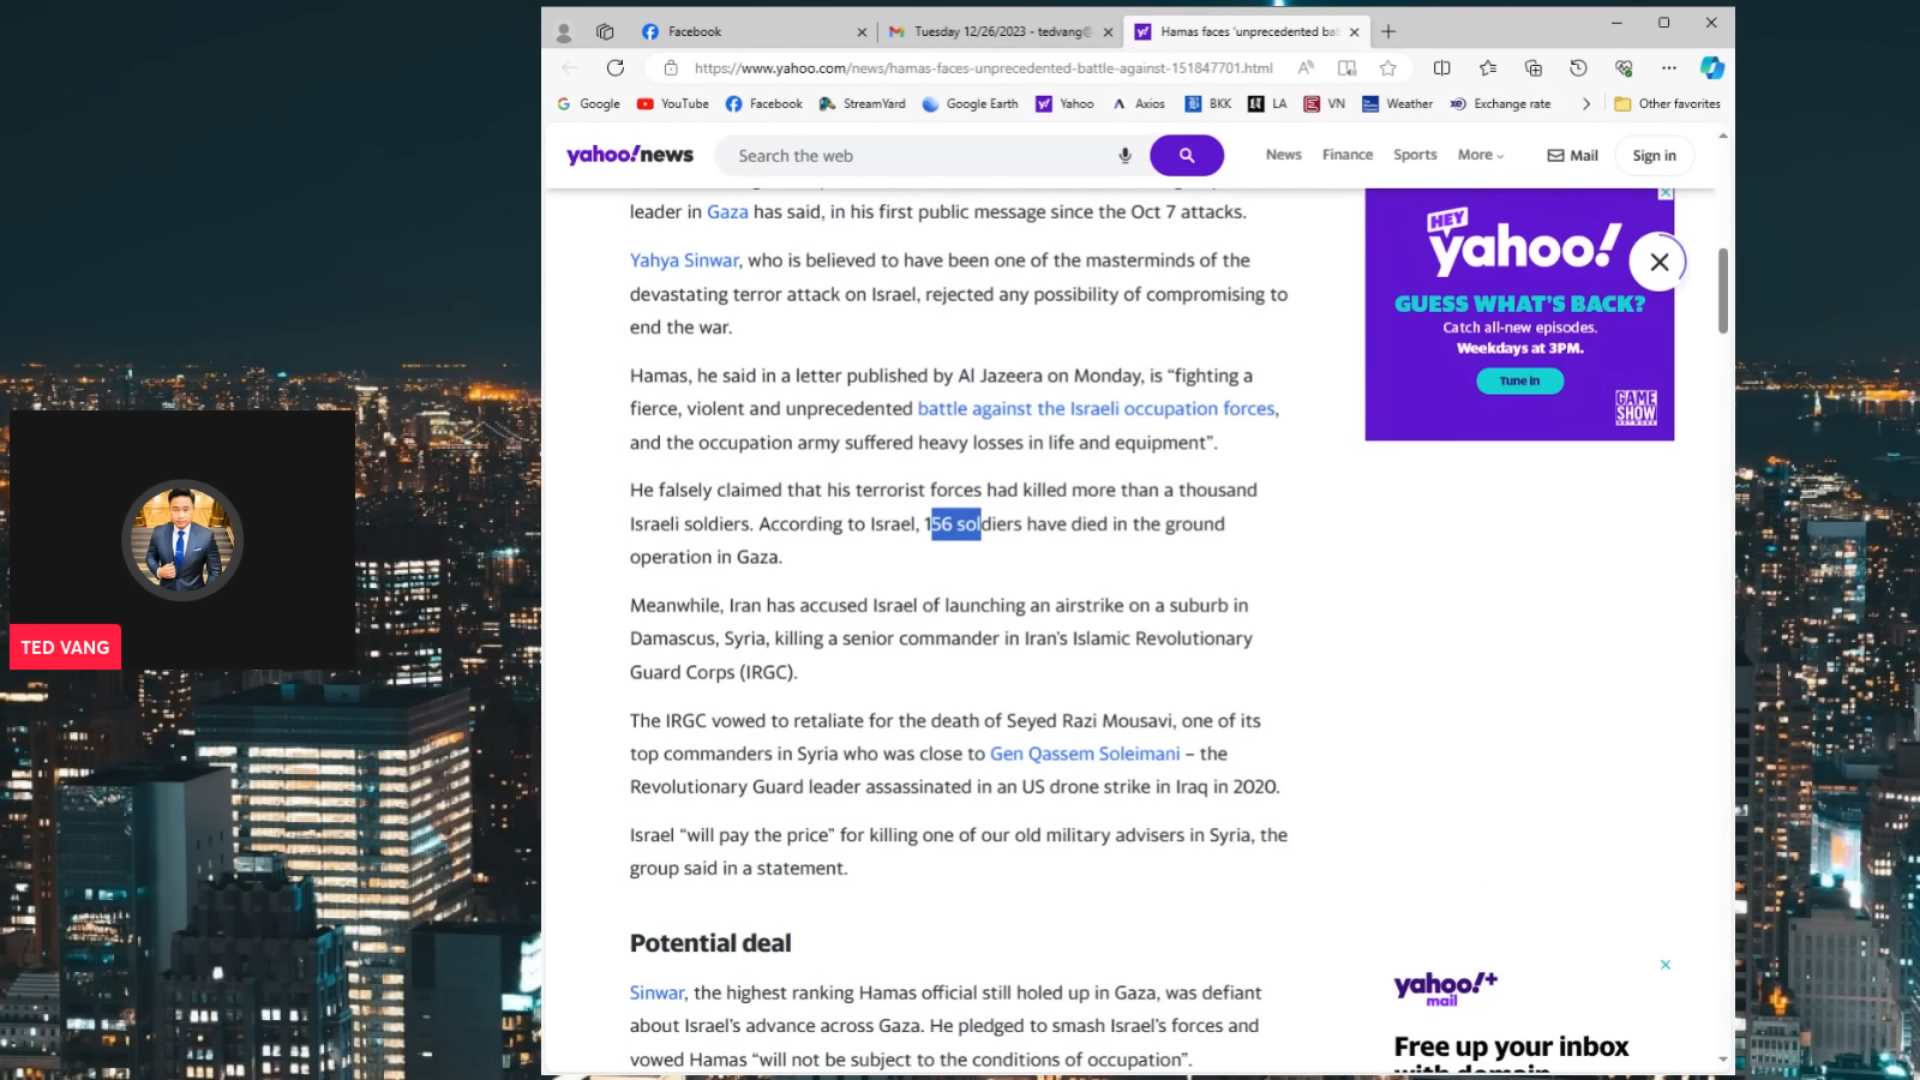 Facebook
Tuesday 12/26/2023 - tedvang@
Hamas faces 'unprecedented bat
https://www.yahoo.com/news/hamas-faces-unprecedented-battle-against-151847701.html
Google
YouTube
Facebook
StreamYard
Google Earth
Yahoo
Axios
BKK
LA
VN
Weather
Exchange rate
Other favorites
yahoo!news
Search the web
News
Finance
Sports
More
Mail
Sign in
leader in Gaza has said, in his first public message since the Oct 7 attacks.
Yahya Sinwar, who is believed to have been one of the masterminds of the
devastating terror attack on Israel, rejected any possibility of compromising to
end the war.
Hamas, he said in a letter published by Al Jazeera on Monday, is “fighting a
fierce, violent and unprecedented battle against the Israeli occupation forces,
and the occupation army suffered heavy losses in life and equipment”.
He falsely claimed that his terrorist forces had killed more than a thousand
Israeli soldiers. According to Israel, 156 soldiers have died in the ground
operation in Gaza.
Meanwhile, Iran has accused Israel of launching an airstrike on a suburb in
Damascus, Syria, killing a senior commander in Iran’s Islamic Revolutionary
Guard Corps (IRGC).
The IRGC vowed to retaliate for the death of Seyed Razi Mousavi, one of its
top commanders in Syria who was close to Gen Qassem Soleimani – the
Revolutionary Guard leader assassinated in an US drone strike in Iraq in 2020.
Israel “will pay the price” for killing one of our old military advisers in Syria, the
group said in a statement.
Potential deal
Sinwar, the highest ranking Hamas official still holed up in Gaza, was defiant
about Israel’s advance across Gaza. He pledged to smash Israel’s forces and
vowed Hamas “will not be subject to the conditions of occupation”.
HEY
yahoo!
GUESS WHAT'S BACK?
Catch all-new episodes.
Weekdays at 3PM.
Tune in
GAME
SHOW
NETWORK
yahoo!+
mail
Free up your inbox
with domain
TED VANG